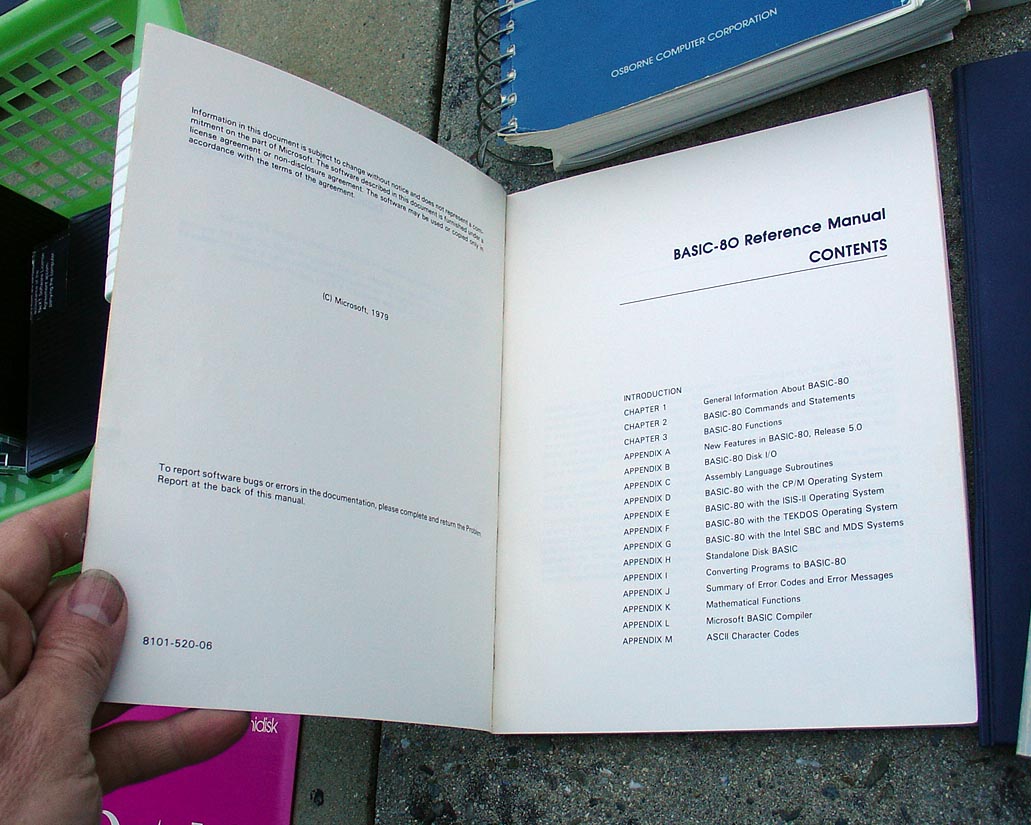 OSBORNE COMPUTER CORPORATION
Information in this document is subject to change without notice and does not represent a com-
mitment on the part of Microsoft. The software described in this document is furnished under a
license agreement or non-disclosure agreement. The software may be used or copied only in
accordance with the terms of the agreement.
(C) Microsoft, 1979
To report software bugs or errors in the documentation, please complete and return the Problem
Report at the back of this manual.
8101-520-06
BASIC-80 Reference Manual
CONTENTS
INTRODUCTION
CHAPTER 1 General Information About BASIC-80
CHAPTER 2 BASIC-80 Commands and Statements
CHAPTER 3 BASIC-80 Functions
APPENDIX A New Features in BASIC-80, Release 5.0
APPENDIX B BASIC-80 Disk I/O
APPENDIX C Assembly Language Subroutines
APPENDIX D BASIC-80 with the CP/M Operating System
APPENDIX E BASIC-80 with the ISIS-II Operating System
APPENDIX F BASIC-80 with the TEKDOS Operating System
APPENDIX G BASIC-80 with the Intel SBC and MDS Systems
APPENDIX H Standalone Disk BASIC
APPENDIX I Converting Programs to BASIC-80
APPENDIX J Summary of Error Codes and Error Messages
APPENDIX K Mathematical Functions
APPENDIX L Microsoft BASIC Compiler
APPENDIX M ASCII Character Codes